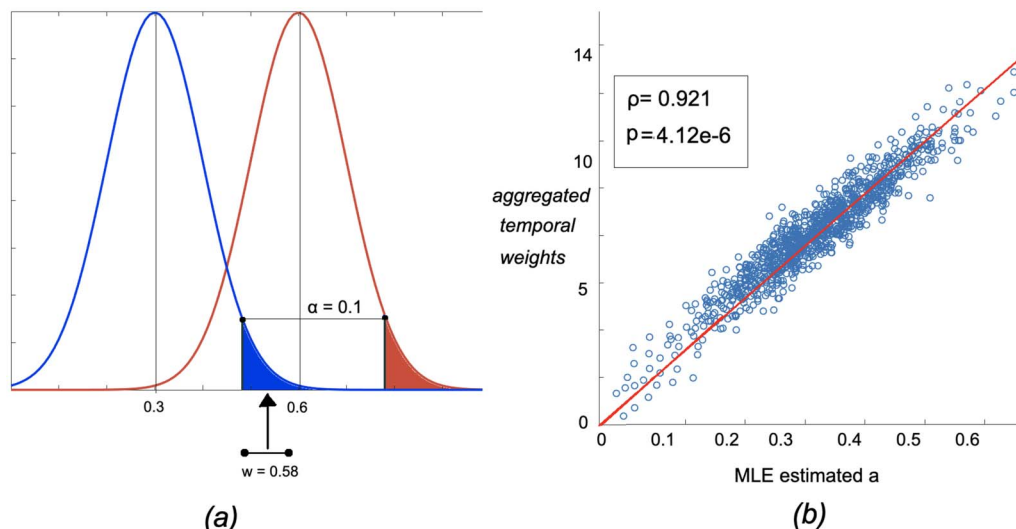 α = 0.1
0.3
0.6
w = 0.58
(a)
14
10
5
0
aggregated
temporal
weights
ρ= 0.921
p=4.12e-6
0
0.1
0.2
0.3
0.4
0.5
0.6
MLE estimated a
(b)